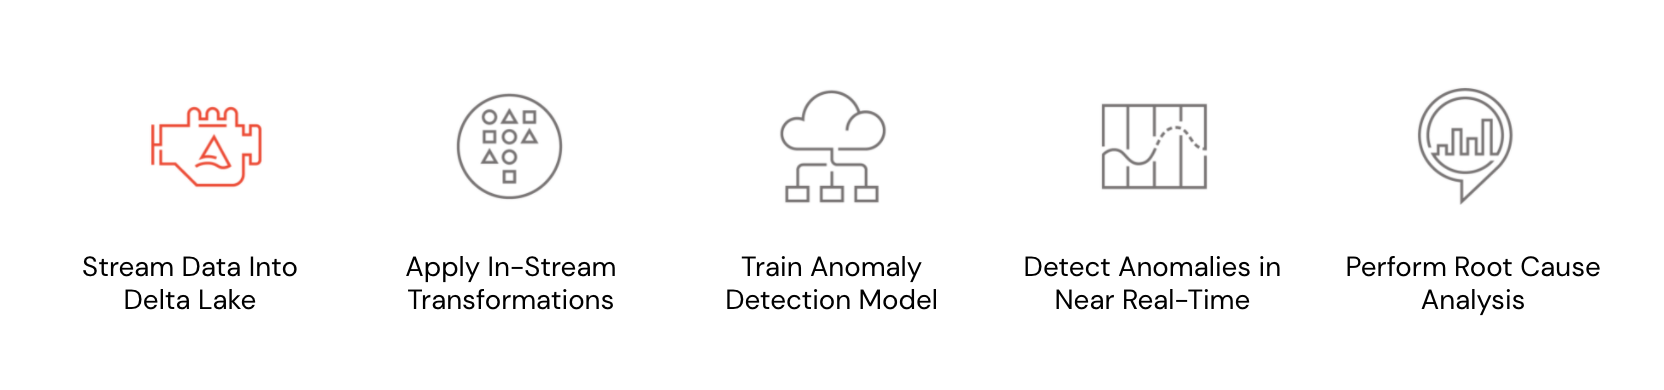 Stream Data Into
Delta Lake
Apply In-Stream
Transformations
Train Anomaly
Detection Model
Detect Anomalies in
Near Real-Time
Perform Root Cause
Analysis